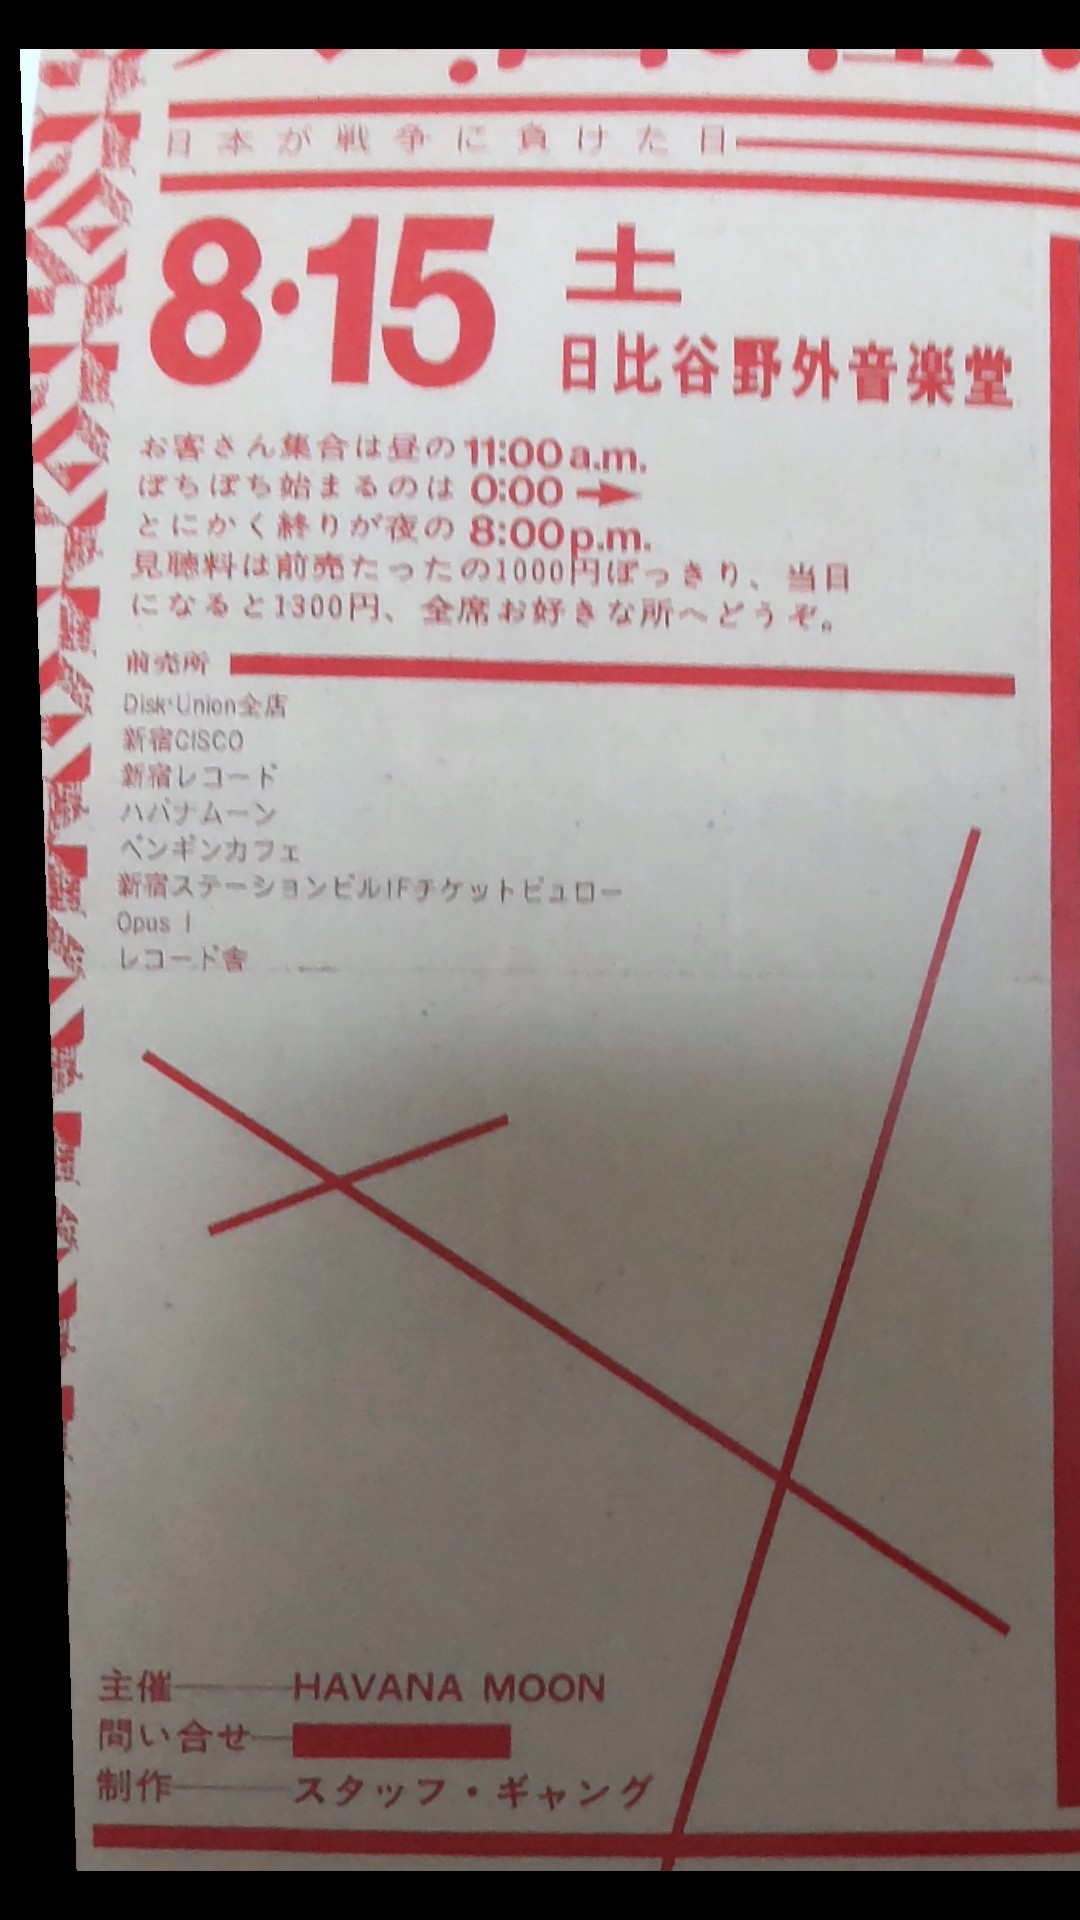 日本が戦争に負けた日
8・15 土
日比谷野外音楽堂
お客さん集合は昼の11:00a.m.
ぼちぼち始まるのは 0:00 →
とにかく終りが夜の 8:00p.m.
見聴料は前売たったの1000円ぽっきり、当日
になると1300円、全席お好きな所へどうぞ。
前売所
Disk・Union全店
新宿CISCO
新宿レコード
ハバナムーン
ペンギンカフェ
新宿ステーションビル1Fチケットビュロー
Opus 1
レコード舎
主催 HAVANA MOON
問い合せ
制作 スタッフ・ギャング